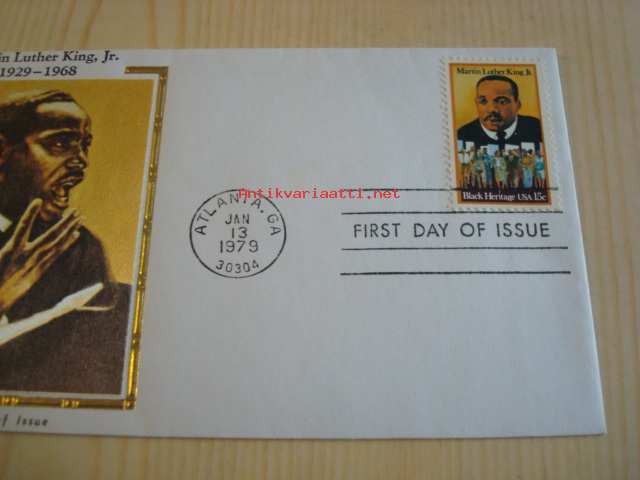 in Luther King, Jr.
1929–1968
Martin Luther King, Jr.
Black Heritage USA 15c
Antikvariaatti.net
ATLANTA. GA
JAN
13
1979
30304
FIRST DAY OF ISSUE
of Issue